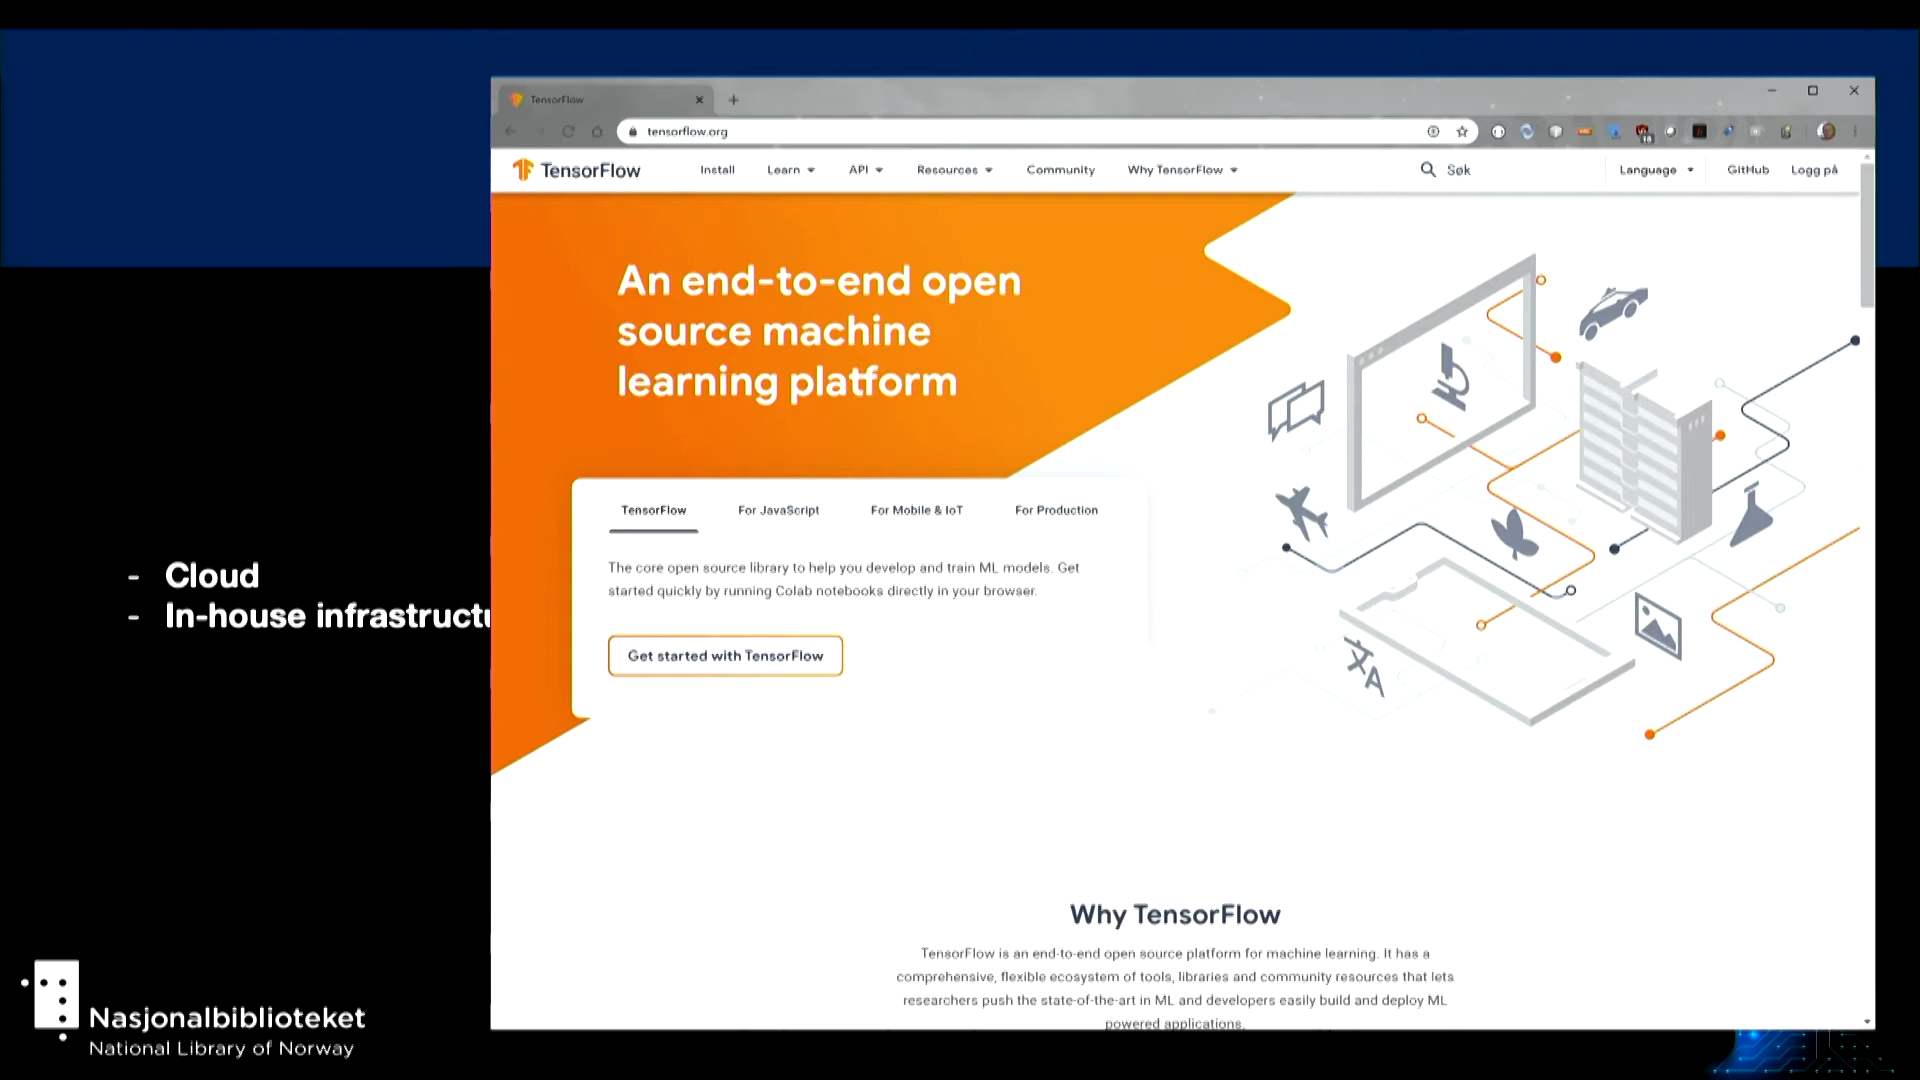 TensorFlow
tensorflow.org
TensorFlow
Install
Learn
API
Resources
Community
Why TensorFlow
Søk
Language
GitHub
Logg på
An end-to-end open
source machine
learning platform
TensorFlow
For JavaScript
For Mobile & IoT
For Production
The core open source library to help you develop and train ML models. Get
started quickly by running Colab notebooks directly in your browser.
Get started with TensorFlow
- Cloud
- In-house infrastructu
Why TensorFlow
TensorFlow is an end-to-end open source platform for machine learning. It has a
comprehensive, flexible ecosystem of tools, libraries and community resources that lets
researchers push the state-of-the-art in ML and developers easily build and deploy ML
powered applications.
Nasjonalbiblioteket
National Library of Norway